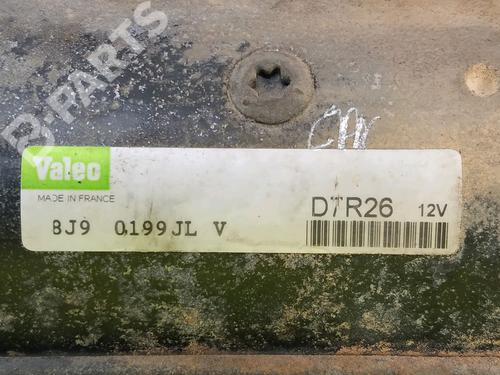 B-PARTS
Valeo
MADE IN FRANCE
D7R26 12V
8J9 0199JL V